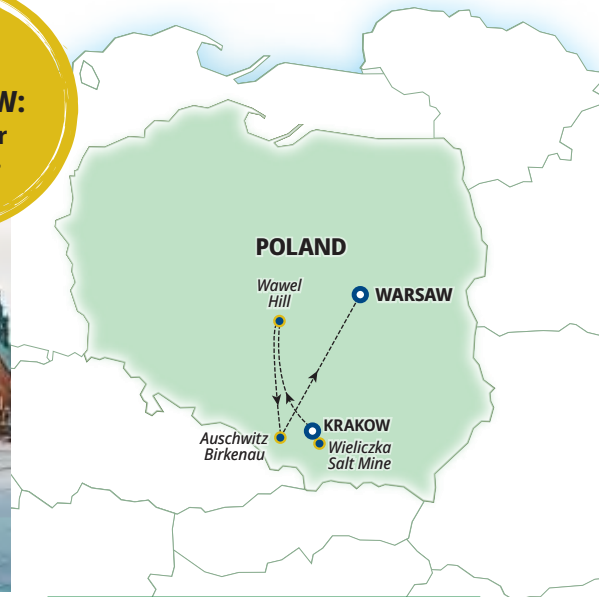 W:
r
POLAND
Wawel
Hill
WARSAW
KRAKOW
Auschwitz
Birkenau
Wieliczka
Salt Mine